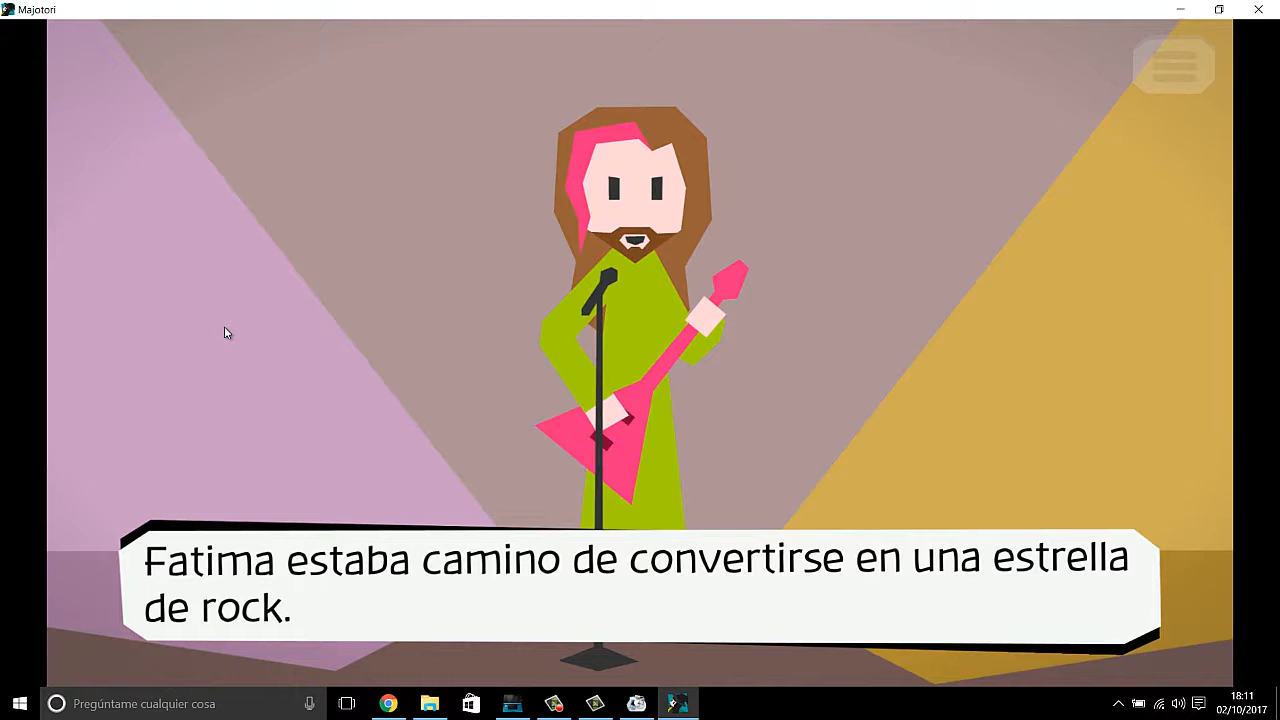 Majotori
Fatima estaba camino de convertirse en una estrella
de rock.
Pregúntame cualquier cosa
18:11
02/10/2017